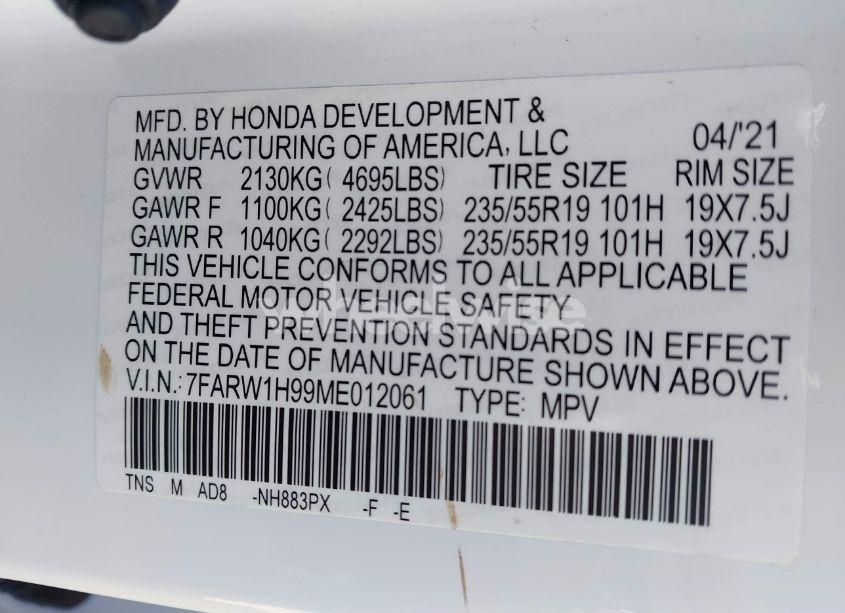 MFD. BY HONDA DEVELOPMENT &
MANUFACTURING OF AMERICA, LLC 04/'21
GVWR 2130KG( 4695LBS) TIRE SIZE RIM SIZE
GAWR F 1100KG( 2425LBS) 235/55R19 101H 19X7.5J
GAWR R 1040KG( 2292LBS) 235/55R19 101H 19X7.5J
THIS VEHICLE CONFORMS TO ALL APPLICABLE
FEDERAL MOTOR VEHICLE SAFETY
AND THEFT PREVENTION STANDARDS IN EFFECT
ON THE DATE OF MANUFACTURE SHOWN ABOVE.
V.I.N.: 7FARW1H99ME012061 TYPE: MPV
TNS M AD8 -NH883PX -F -E